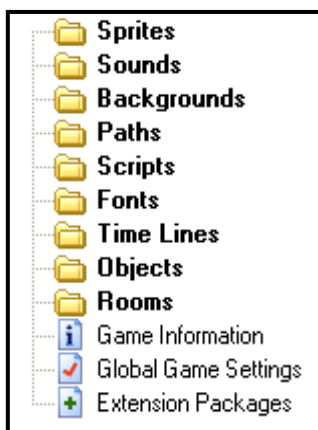 Sprites
Sounds
Backgrounds
Paths
Scripts
Fonts
Time Lines
Objects
Rooms
Game Information
Global Game Settings
Extension Packages